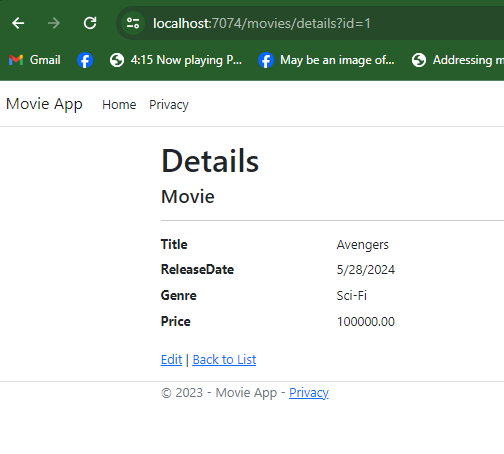 localhost:7074/movies/details?id=1
Gmail 4:15 Now playing P... May be an image of... Addressing m
Movie App Home Privacy
Details
Movie
Title Avengers
ReleaseDate 5/28/2024
Genre Sci-Fi
Price 100000.00
Edit | Back to List
© 2023 - Movie App - Privacy